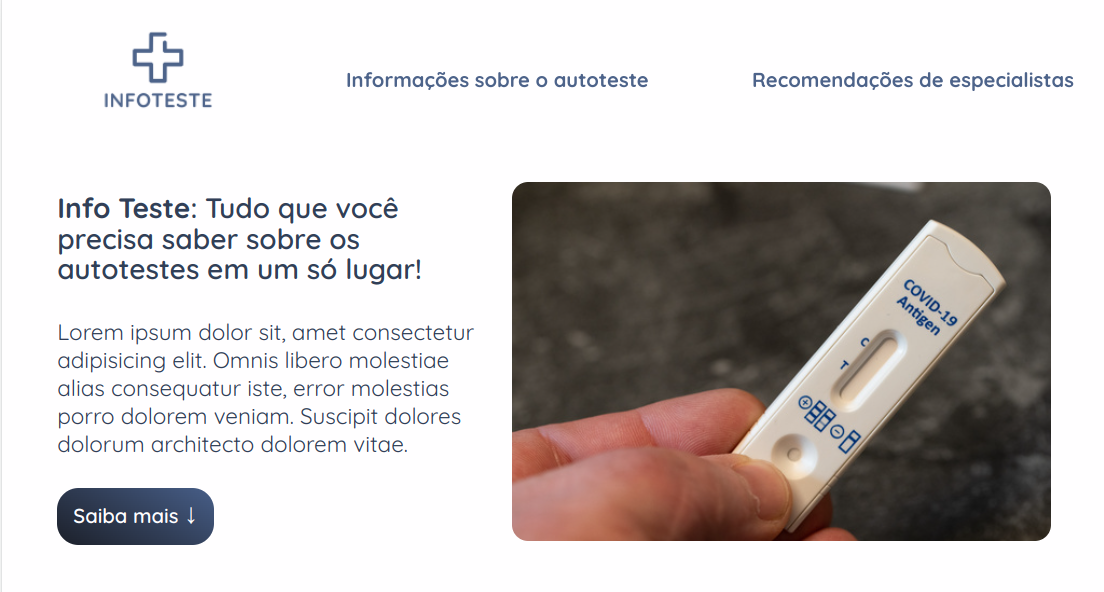 INFOTESTE
Informações sobre o autoteste
Recomendações de especialistas
Info Teste: Tudo que você
precisa saber sobre os
autotestes em um só lugar!
Lorem ipsum dolor sit, amet consectetur
adipisicing elit. Omnis libero molestiae
alias consequatur iste, error molestias
porro dolorem veniam. Suscipit dolores
dolorum architecto dolorem vitae.
Saiba mais ↓
COVID-19
Antigen
C
T